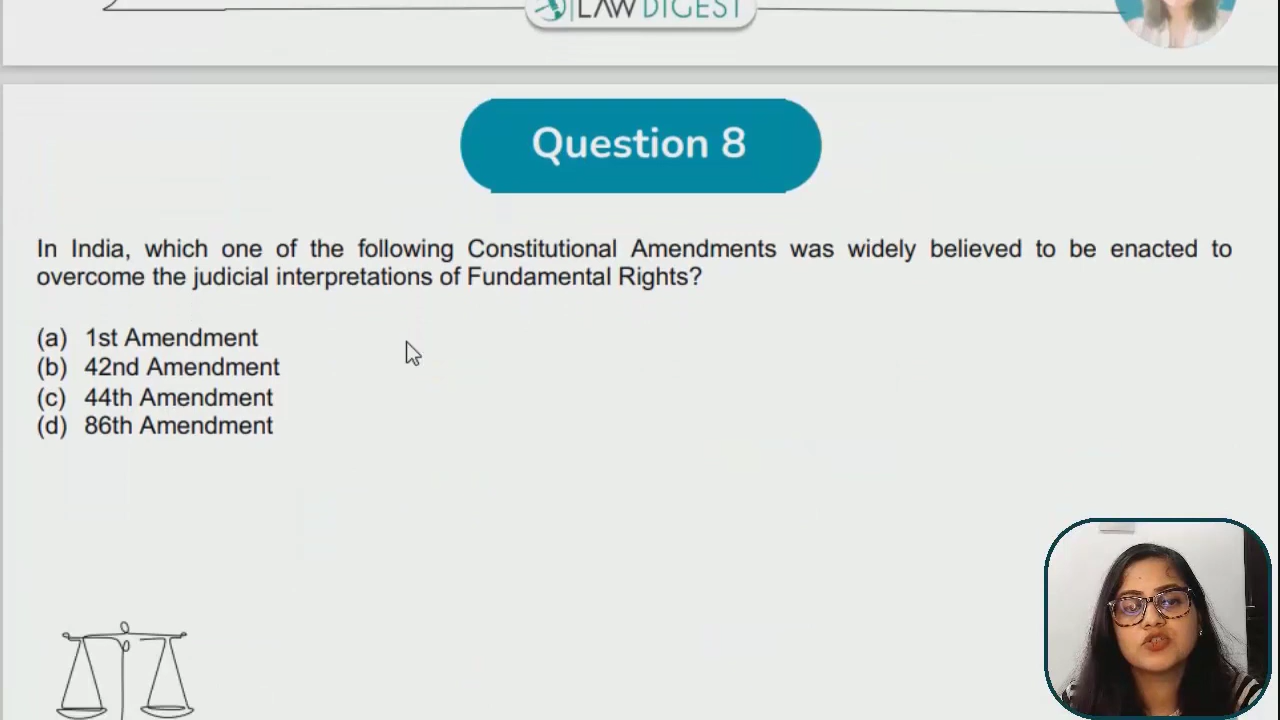 LAW DIGEST
Question 8
In India, which one of the following Constitutional Amendments was widely believed to be enacted to
overcome the judicial interpretations of Fundamental Rights?
(a) 1st Amendment
(b) 42nd Amendment
(c) 44th Amendment
(d) 86th Amendment